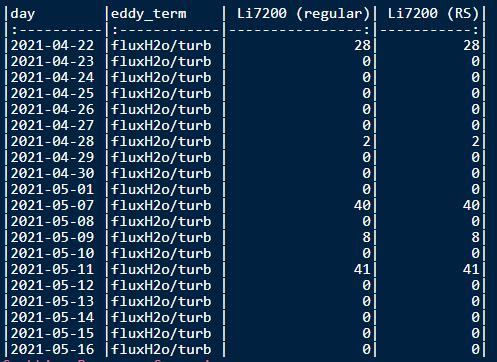 |day |eddy_term | Li7200 (regular)| Li7200 (RS)|
|:----------|:------------|----------------:|-----------:|
|2021-04-22 |fluxH2o/turb | 28| 28|
|2021-04-23 |fluxH2o/turb | 0| 0|
|2021-04-24 |fluxH2o/turb | 0| 0|
|2021-04-25 |fluxH2o/turb | 0| 0|
|2021-04-26 |fluxH2o/turb | 0| 0|
|2021-04-27 |fluxH2o/turb | 0| 0|
|2021-04-28 |fluxH2o/turb | 2| 2|
|2021-04-29 |fluxH2o/turb | 0| 0|
|2021-04-30 |fluxH2o/turb | 0| 0|
|2021-05-01 |fluxH2o/turb | 0| 0|
|2021-05-07 |fluxH2o/turb | 40| 40|
|2021-05-08 |fluxH2o/turb | 0| 0|
|2021-05-09 |fluxH2o/turb | 8| 8|
|2021-05-10 |fluxH2o/turb | 0| 0|
|2021-05-11 |fluxH2o/turb | 41| 41|
|2021-05-12 |fluxH2o/turb | 0| 0|
|2021-05-13 |fluxH2o/turb | 0| 0|
|2021-05-14 |fluxH2o/turb | 0| 0|
|2021-05-15 |fluxH2o/turb | 0| 0|
|2021-05-16 |fluxH2o/turb | 0| 0|